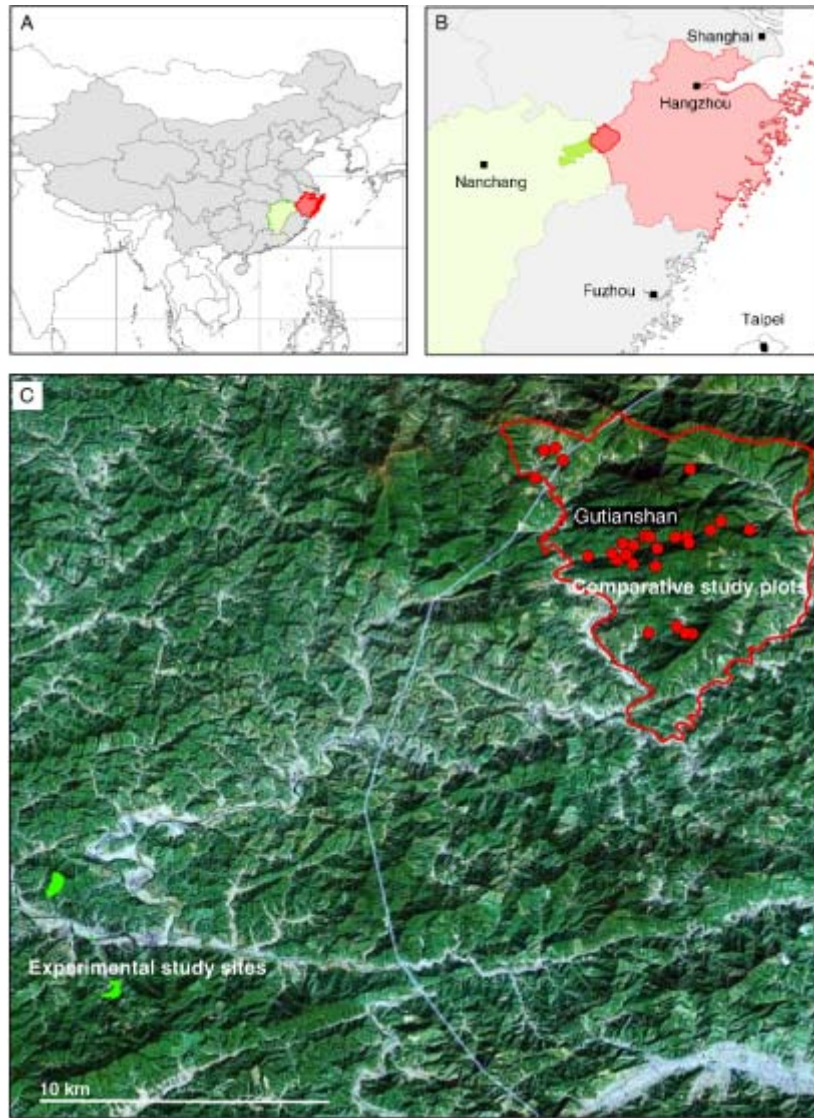 A
B
Shanghai
Hangzhou
Nanchang
Fuzhou
Taipei
C
Gutianshan
Comparative study plots
Experimental study sites
10 km